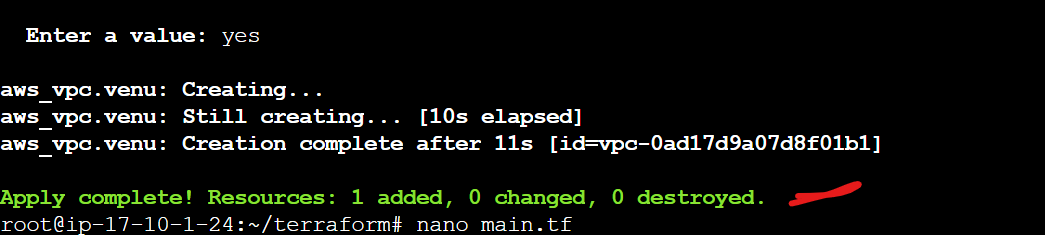 Enter a value: yes
aws_vpc.venu: Creating...
aws_vpc.venu: Still creating... [10s elapsed]
aws_vpc.venu: Creation complete after 11s [id=vpc-0ad17d9a07d8f01b1]
Apply complete! Resources: 1 added, 0 changed, 0 destroyed.
root@ip-17-10-1-24:~/terraform# nano main.tf